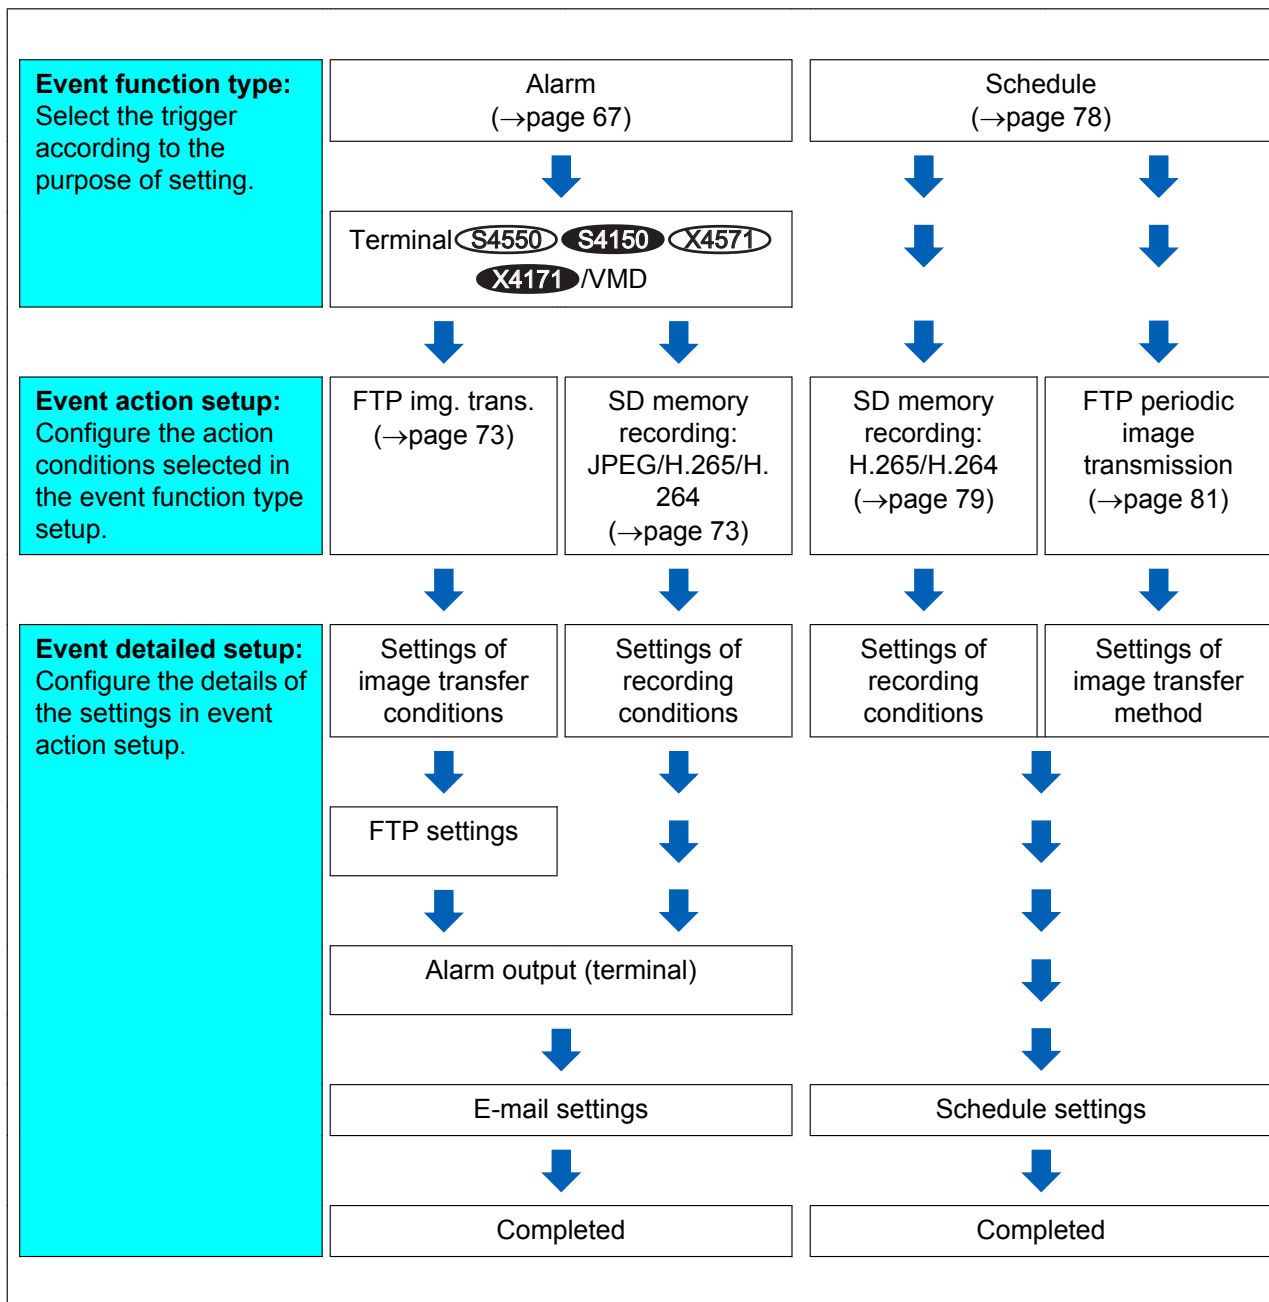 Event function type:
Select the trigger
according to the
purpose of setting.
Alarm
(→page 67)
Schedule
(→page 78)
Terminal S4550 S4150 X4571
X4171 /VMD
Event action setup:
Configure the action
conditions selected in
the event function type
setup.
FTP img. trans.
(→page 73)
SD memory
recording:
JPEG/H.265/H.
264
(→page 73)
SD memory
recording:
H.265/H.264
(→page 79)
FTP periodic
image
transmission
(→page 81)
Event detailed setup:
Configure the details of
the settings in event
action setup.
Settings of
image transfer
conditions
Settings of
recording
conditions
Settings of
recording
conditions
Settings of
image transfer
method
FTP settings
Alarm output (terminal)
E-mail settings
Schedule settings
Completed
Completed